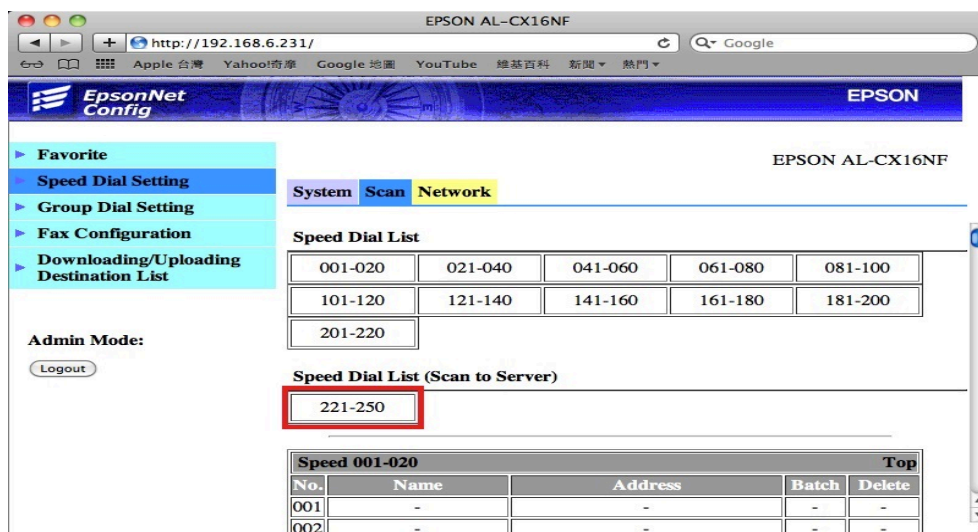 EPSON AL-CX16NF
http://192.168.6.231/
Google
Apple 台灣 Yahoo!奇摩 Google 地圖 YouTube 維基百科 新聞 熱門
EpsonNet
Config
EPSON
Favorite
Speed Dial Setting
Group Dial Setting
Fax Configuration
Downloading/Uploading
Destination List
Admin Mode:
Logout
EPSON AL-CX16NF
System Scan Network
Speed Dial List
001-020 021-040 041-060 061-080 081-100
101-120 121-140 141-160 161-180 181-200
201-220
Speed Dial List (Scan to Server)
221-250
Speed 001-020 Top
No. Name Address Batch Delete
001 - - - -
002 - - - -